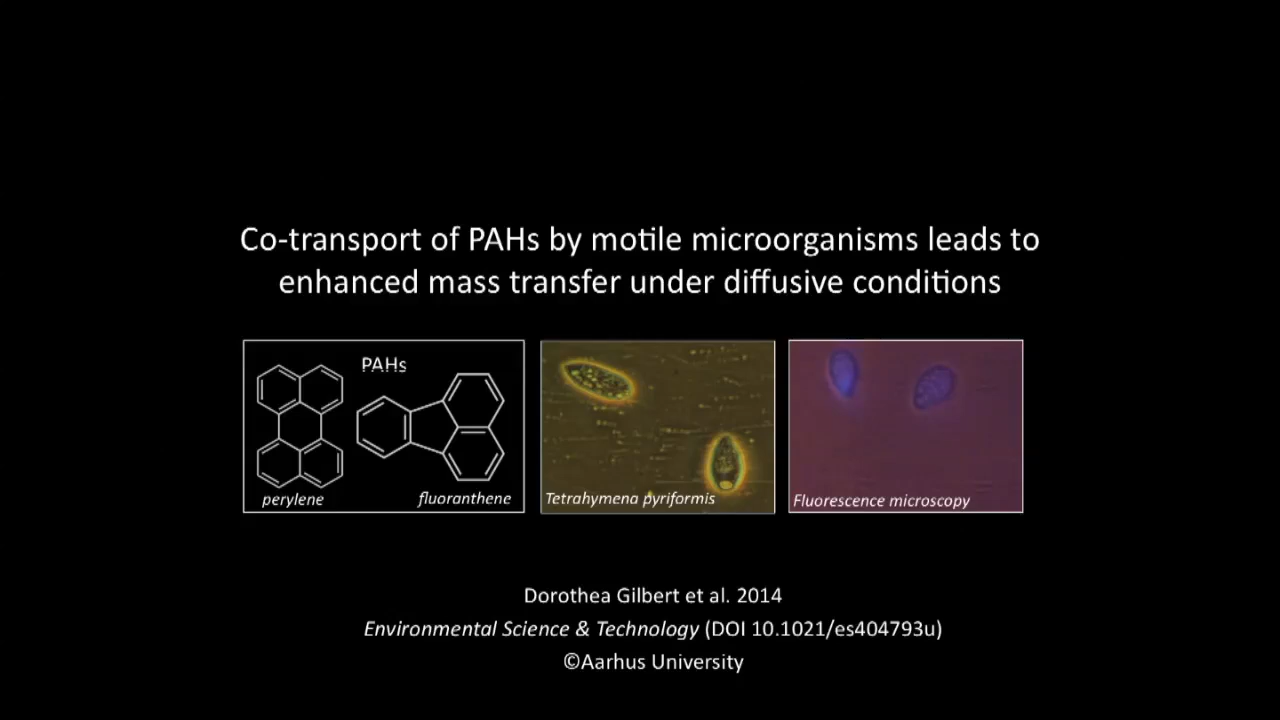 Co-transport of PAHs by motile microorganisms leads to
enhanced mass transfer under diffusive conditions
PAHs
perylene
fluoranthene
Tetrahymena pyriformis
Fluorescence microscopy
Dorothea Gilbert et al. 2014
Environmental Science & Technology (DOI 10.1021/es404793u)
©Aarhus University